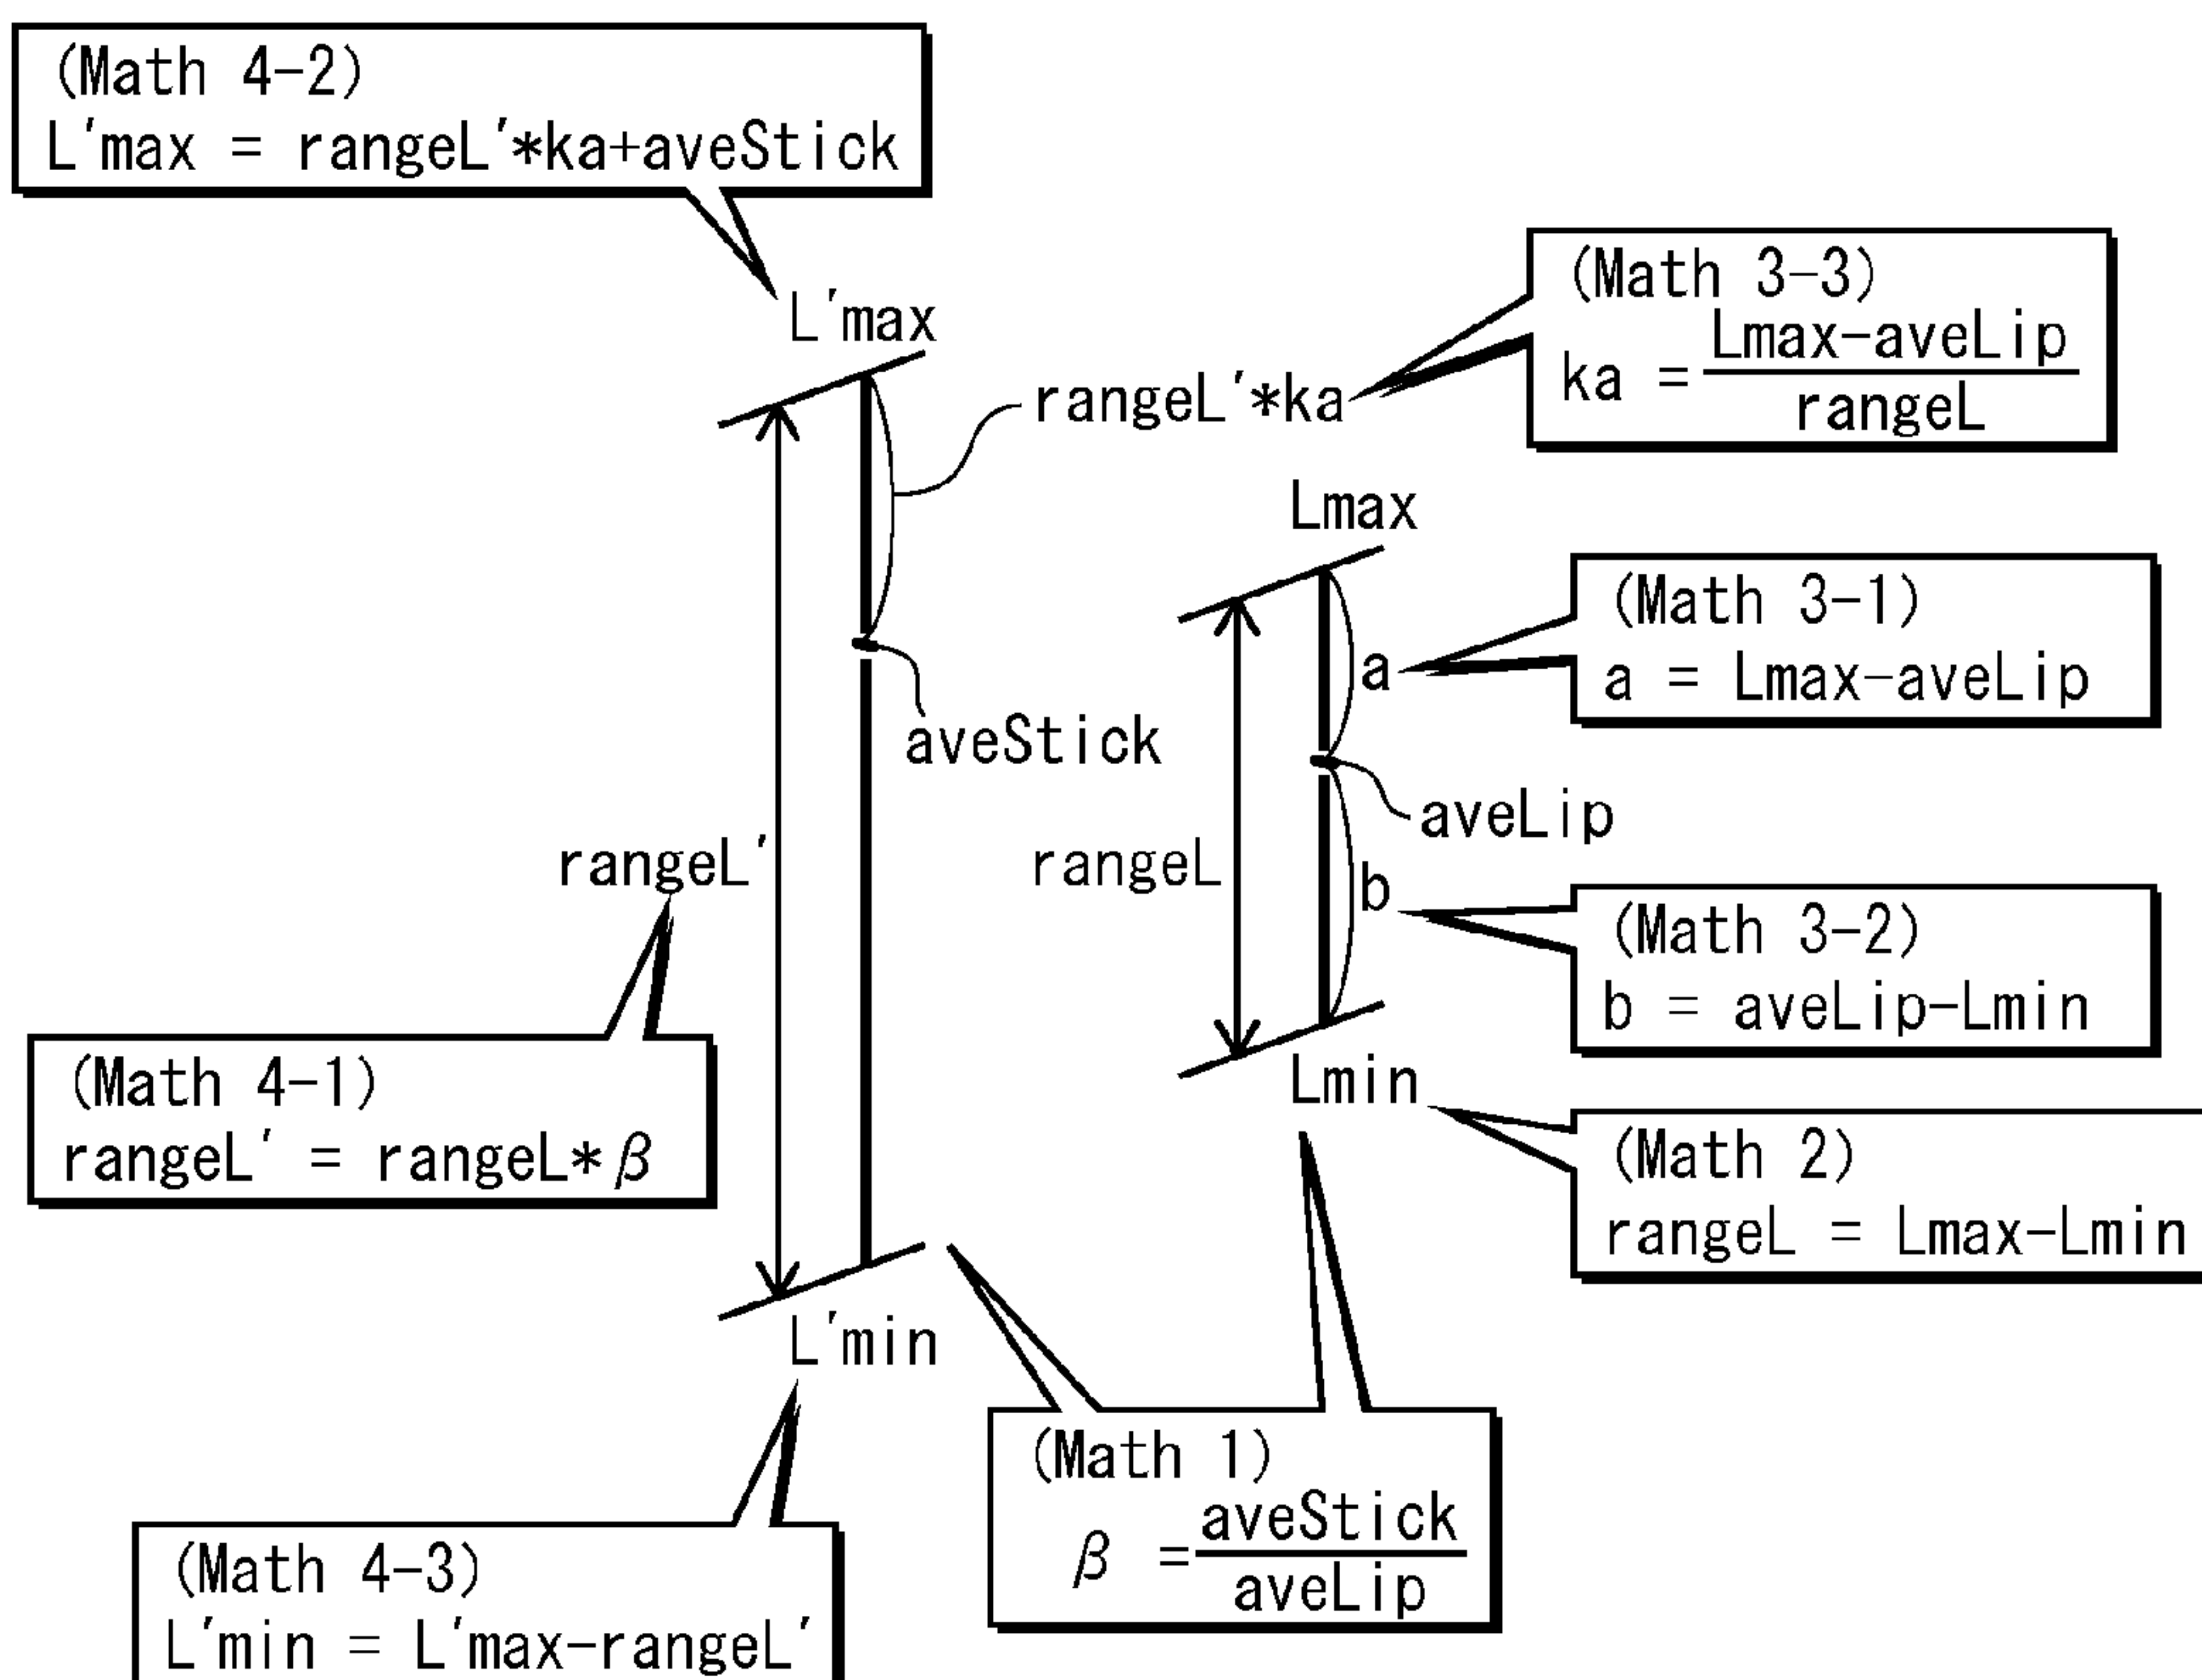 (Math 4-2)
L'max = rangeL'*ka+aveStick
L'max
rangeL'*ka
(Math 3-3)
ka = Lmax-aveLip / rangeL
Lmax
a
(Math 3-1)
a = Lmax-aveLip
aveStick
aveLip
rangeL'
rangeL
b
(Math 3-2)
b = aveLip-Lmin
(Math 4-1)
rangeL' = rangeL*β
Lmin
(Math 2)
rangeL = Lmax-Lmin
L'min
(Math 1)
β = aveStick / aveLip
(Math 4-3)
L'min = L'max-rangeL'